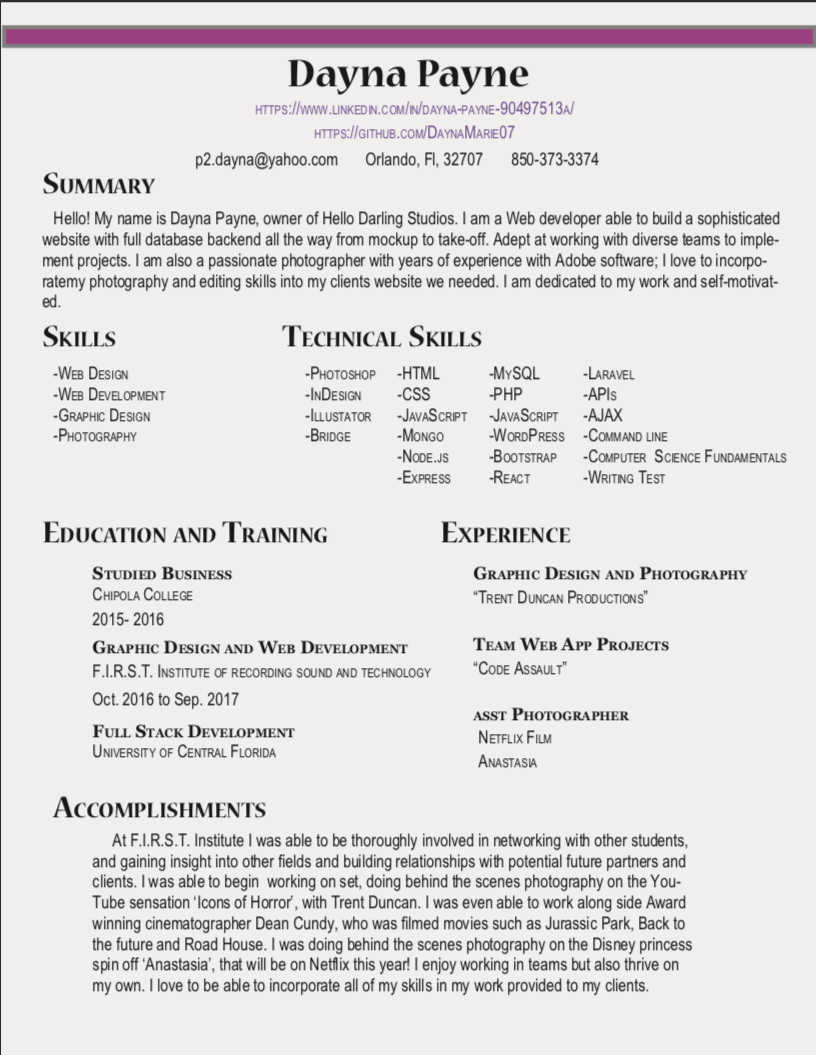 Dayna Payne
https://www.linkedin.com/in/dayna-payne-90497513a/
https://github.com/DaynaMarie07
p2.dayna@yahoo.com Orlando, Fl, 32707 850-373-3374
Summary
Hello! My name is Dayna Payne, owner of Hello Darling Studios. I am a Web developer able to build a sophisticated
website with full database backend all the way from mockup to take-off. Adept at working with diverse teams to imple-
ment projects. I am also a passionate photographer with years of experience with Adobe software; I love to incorpo-
ratemy photography and editing skills into my clients website we needed. I am dedicated to my work and self-motivat-
ed.
Skills
-Web Design
-Web Development
-Graphic Design
-Photography
Technical Skills
-Photoshop
-InDesign
-Illustator
-Bridge
-HTML
-CSS
-JavaScript
-Mongo
-Node.js
-Express
-MySQL
-PHP
-JavaScript
-WordPress
-Bootstrap
-React
-Laravel
-APIs
-AJAX
-Command line
-Computer Science Fundamentals
-Writing Test
Education and Training
Studied Business
Chipola College
2015- 2016
Graphic Design and Web Development
F.I.R.S.T. Institute of recording sound and technology
Oct. 2016 to Sep. 2017
Full Stack Development
University of Central Florida
Experience
Graphic Design and Photography
“Trent Duncan Productions”
Team Web App Projects
“Code Assault”
asst Photographer
Netflix Film
Anastasia
Accomplishments
At F.I.R.S.T. Institute I was able to be thoroughly involved in networking with other students,
and gaining insight into other fields and building relationships with potential future partners and
clients. I was able to begin working on set, doing behind the scenes photography on the You-
Tube sensation ‘Icons of Horror’, with Trent Duncan. I was even able to work along side Award
winning cinematographer Dean Cundy, who was filmed movies such as Jurassic Park, Back to
the future and Road House. I was doing behind the scenes photography on the Disney princess
spin off ‘Anastasia’, that will be on Netflix this year! I enjoy working in teams but also thrive on
my own. I love to be able to incorporate all of my skills in my work provided to my clients.